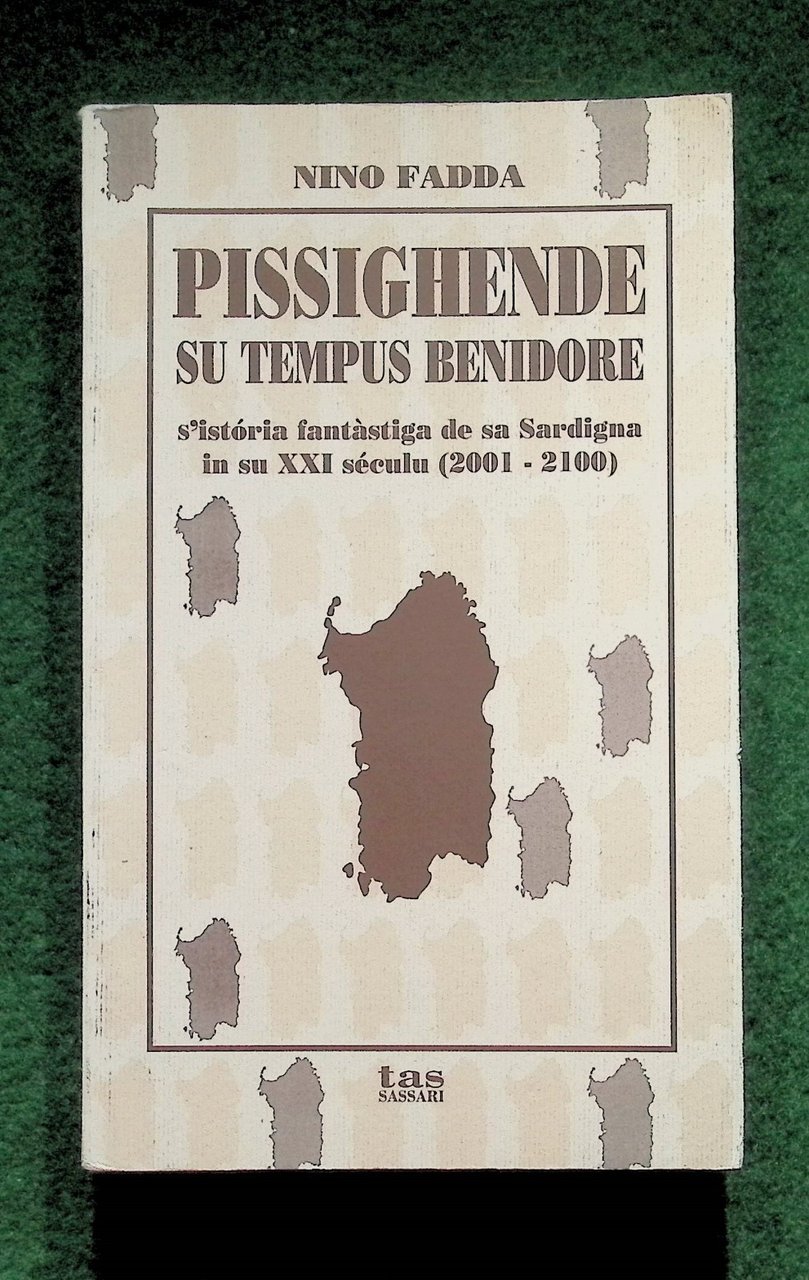 NINO FADDA
PISSIGHENDE
SU TEMPUS BENIDORE
s'istória fantàstiga de sa Sardigna
in su XXI séculu (2001 - 2100)
tas
SASSARI